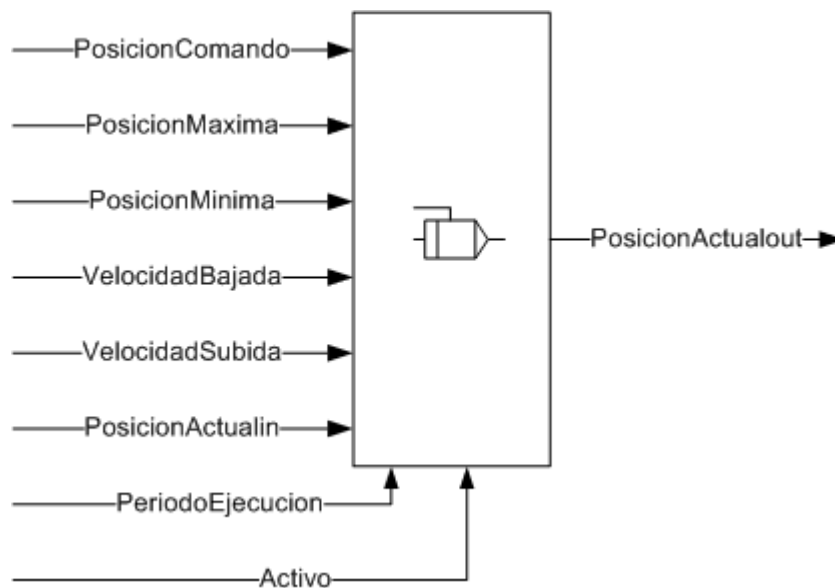 PosicionComando
PosicionMaxima
PosicionMinima
VelocidadBajada
PosicionActualout
VelocidadSubida
PosicionActualin
PeriodoEjecucion
Activo